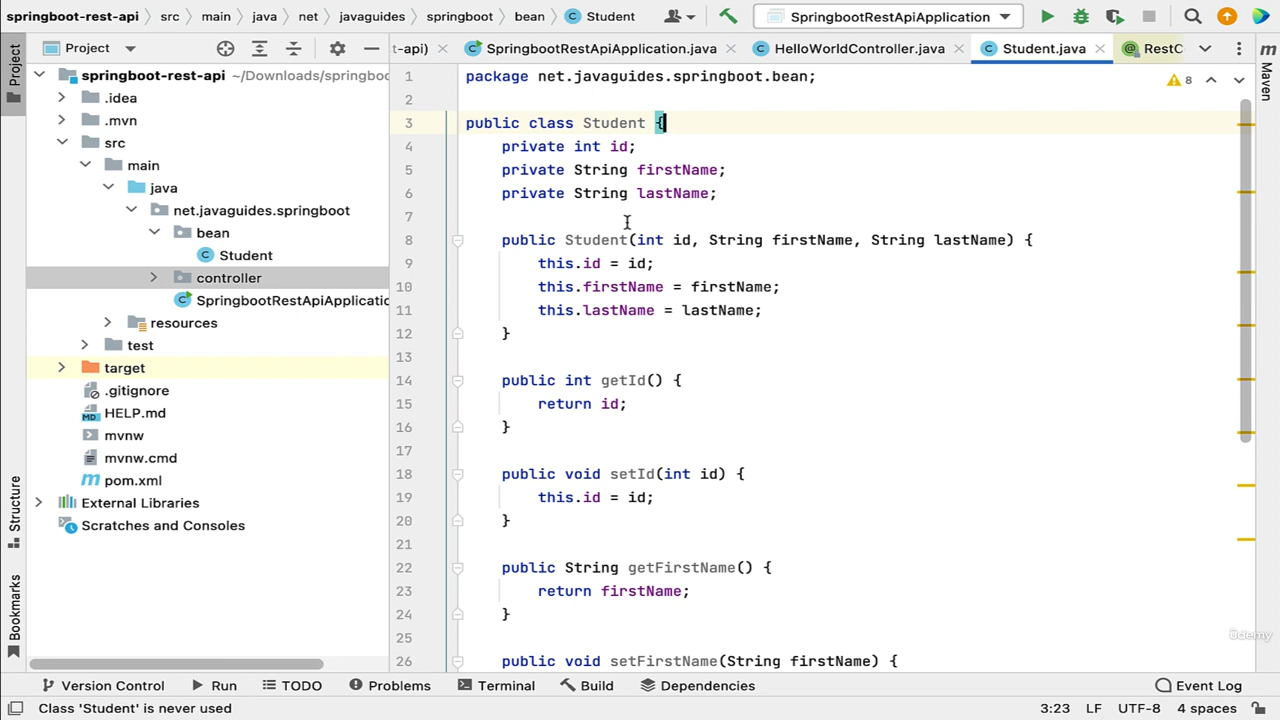 springboot-rest-api
src
main
java
net
javaguides
springboot
bean
Student
SpringbootRestApiApplication
Project
t-api)
SpringbootRestApiApplication.java
HelloWorldController.java
Student.java
RestC
Project
Structure
Bookmarks
springboot-rest-api ~/Downloads/springboo
.idea
.mvn
src
main
java
net.javaguides.springboot
bean
Student
controller
SpringbootRestApiApplicatic
resources
test
target
.gitignore
HELP.md
mvnw
mvnw.cmd
pom.xml
External Libraries
Scratches and Consoles
1 package net.javaguides.springboot.bean;
2
3 public class Student {
4 private int id;
5 private String firstName;
6 private String lastName;
7
8 public Student(int id, String firstName, String lastName) {
9 this.id = id;
10 this.firstName = firstName;
11 this.lastName = lastName;
12 }
13
14 public int getId() {
15 return id;
16 }
17
18 public void setId(int id) {
19 this.id = id;
20 }
21
22 public String getFirstName() {
23 return firstName;
24 }
25
26 public void setFirstName(String firstName) {
8
Maven
ûdemy
Version Control
Run
TODO
Problems
Terminal
Build
Dependencies
Event Log
Class 'Student' is never used
3:23 LF UTF-8 4 spaces